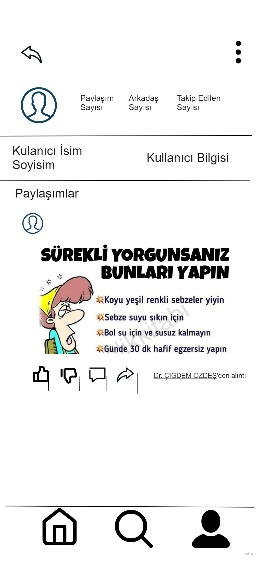 Paylaşım Sayısı
Arkadaş Sayısı
Takip Edilen Sayısı
Kulanıcı İsim Soyisim
Kullanıcı Bilgisi
Paylaşımlar
SÜREKLİ YORGUNSANIZ
BUNLARI YAPIN
Koyu yeşil renkli sebzeler yiyin
Sebze suyu sıkın için
Bol su için ve susuz kalmayın
Günde 30 dk hafif egzersiz yapın
Dr. ÇİĞDEM ÖZDEŞ'den alıntı